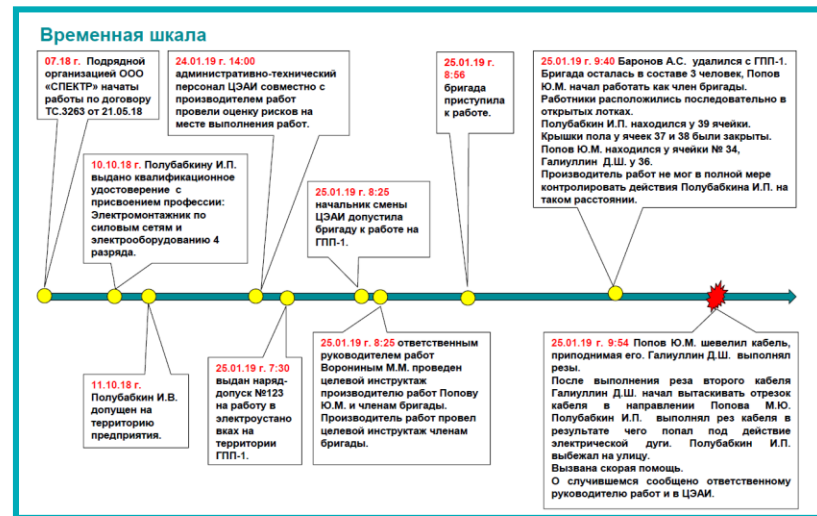 Временная шкала
07.18 г. Подрядной
организацией ООО
«СПЕКТР» начаты
работы по договору
ТС.3263 от 21.05.18
24.01.19 г. 14:00
административно-технический
персонал ЦЭАИ совместно с
производителем работ
провели оценку рисков на
месте выполнения работ.
25.01.19 г.
8:56
бригада
приступила
к работе.
25.01.19 г. 9:40 Баронов А.С. удалился с ГПП-1.
Бригада осталась в составе 3 человек, Попов
Ю.М. начал работать как член бригады.
Работники расположились последовательно в
открытых лотках.
Полубабкин И.П. находился у 39 ячейки.
Крышки пола у ячеек 37 и 38 были закрыты.
Попов Ю.М. находился у ячейки № 34,
Галиуллин Д.Ш. у 36.
Производитель работ не мог в полной мере
контролировать действия Полубабкина И.П. на
таком расстоянии.
10.10.18 г. Полубабкину И.П.
выдано квалификационное
удостоверение с
присвоением профессии:
Электромонтажник по
силовым сетям и
электрооборудованию 4
разряда.
25.01.19 г. 8:25
начальник смены
ЦЭАИ допустила
бригаду к работе на
ГПП-1.
11.10.18 г.
Полубабкин И.В.
допущен на
территорию
предприятия.
25.01.19 г. 7:30
выдан наряд-
допуск №123
на работу в
электроустано
вках на
территории
ГПП-1.
25.01.19 г. 8:25 ответственным
руководителем работ
Ворониным М.М. проведен
целевой инструктаж
производителю работ Попову
Ю.М. и членам бригады.
Производитель работ провел
целевой инструктаж членам
бригады.
25.01.19 г. 9:54 Попов Ю.М. шевелил кабель,
приподнимая его. Галиуллин Д.Ш. выполнял
резы.
После выполнения реза второго кабеля
Галиуллин Д.Ш. начал вытаскивать отрезок
кабеля в направлении Попова М.Ю.
Полубабкин И.П. выполнял рез кабеля в
результате чего попал под действие
электрической дуги. Полубабкин И.П.
выбежал на улицу.
Вызвана скорая помощь.
О случившемся сообщено ответственному
руководителю работ и в ЦЭАИ.